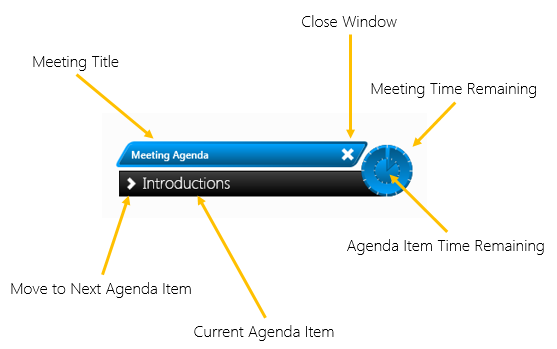 Close Window
Meeting Title
Meeting Time Remaining
Meeting Agenda
Introductions
Agenda Item Time Remaining
Move to Next Agenda Item
Current Agenda Item